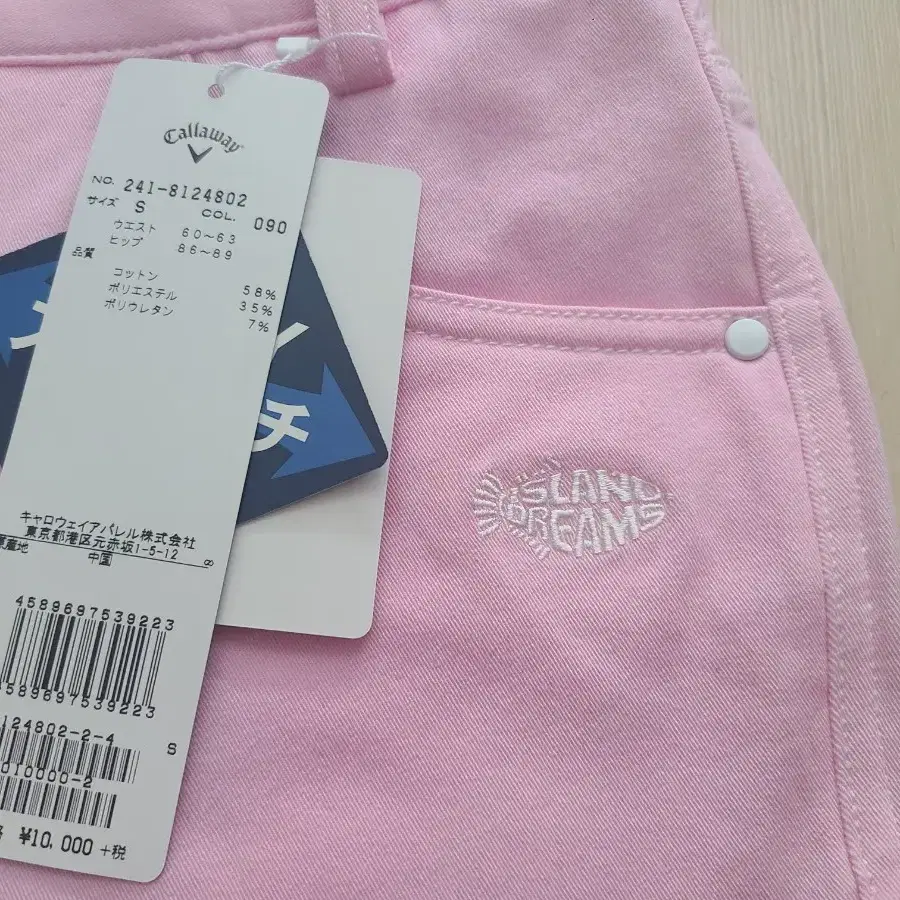 Callaway
NO. 241-8124802
サイズ S COL. 090
ウエスト 60~63
ヒップ 86~89
品質
コットン 58%
ポリエステル 35%
ポリウレタン 7%
チ
キャロウェイアパレル株式会社
東京都港区元赤坂1-5-12
産地 中国 ∞
4589697539223
4589697539223
124802-2-4
S
010000-2
¥10,000 +税
ISLAND
DREAMS